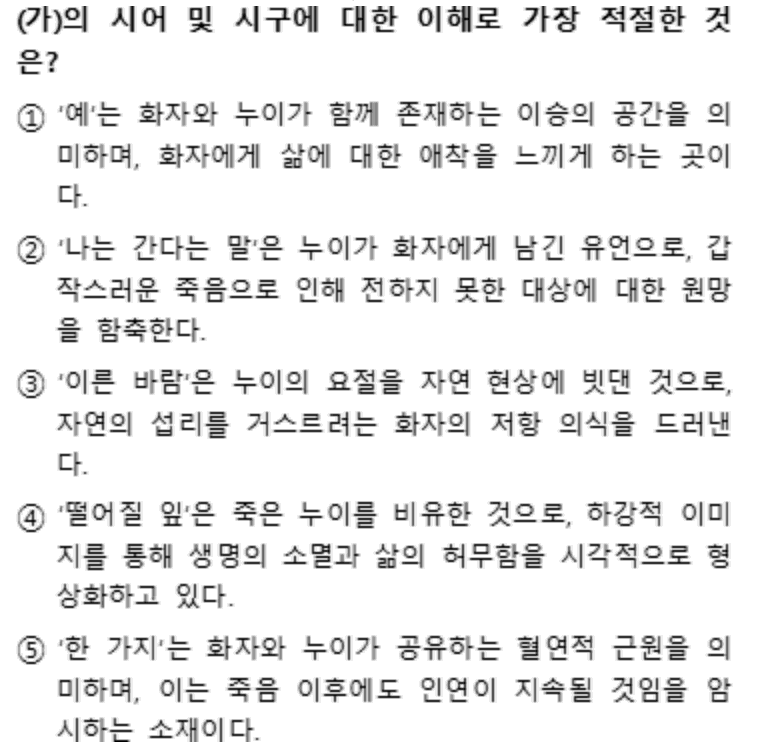 (가)의 시어 및 시구에 대한 이해로 가장 적절한 것
은?
① ‘예’는 화자와 누이가 함께 존재하는 이승의 공간을 의
미하며, 화자에게 삶에 대한 애착을 느끼게 하는 곳이
다.
② ‘나는 간다는 말’은 누이가 화자에게 남긴 유언으로, 갑
작스러운 죽음으로 인해 전하지 못한 대상에 대한 원망
을 함축한다.
③ ‘이른 바람’은 누이의 요절을 자연 현상에 빗댄 것으로,
자연의 섭리를 거스르려는 화자의 저항 의식을 드러낸
다.
④ ‘떨어질 잎’은 죽은 누이를 비유한 것으로, 하강적 이미
지를 통해 생명의 소멸과 삶의 허무함을 시각적으로 형
상화하고 있다.
⑤ ‘한 가지’는 화자와 누이가 공유하는 혈연적 근원을 의
미하며, 이는 죽음 이후에도 인연이 지속될 것임을 암
시하는 소재이다.